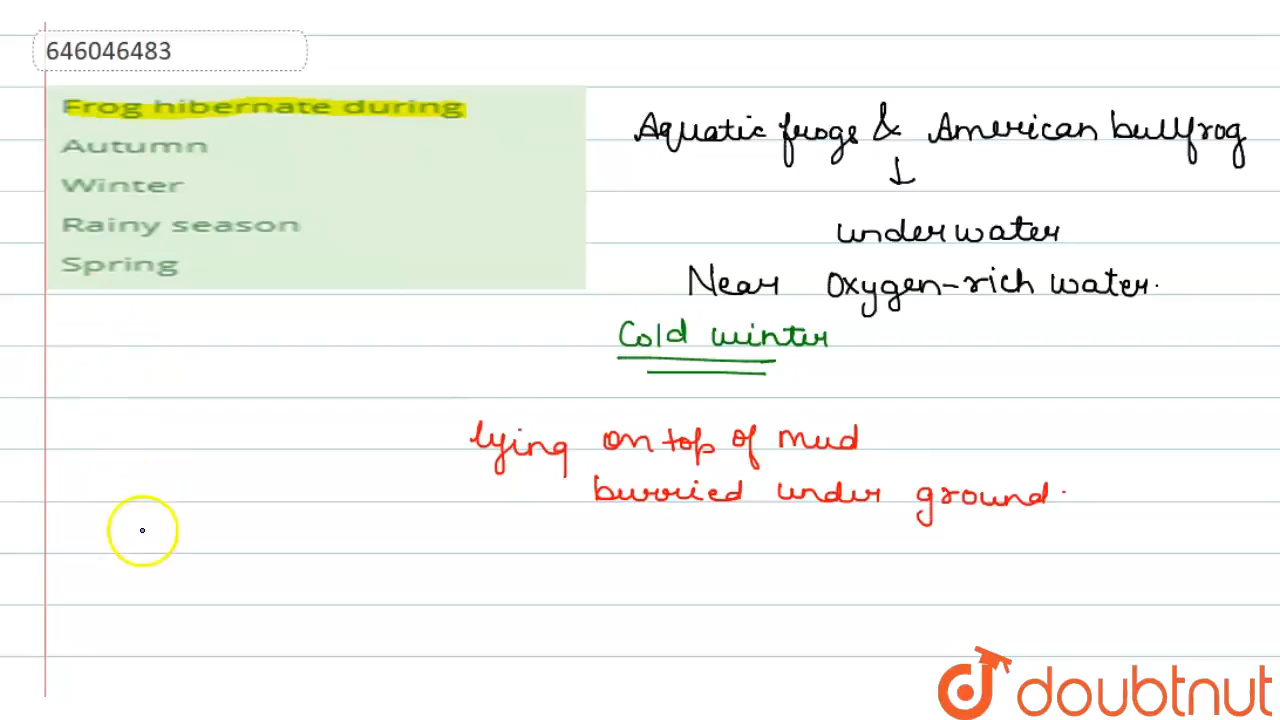 646046483
Frog hibernate during
Autumn
Winter
Rainy season
Spring
Aquatic frogs & American bullfrog
↓
underwater
Near Oxygen-rich water.
Cold winter
lying on top of mud
burried under ground.
doubtnut